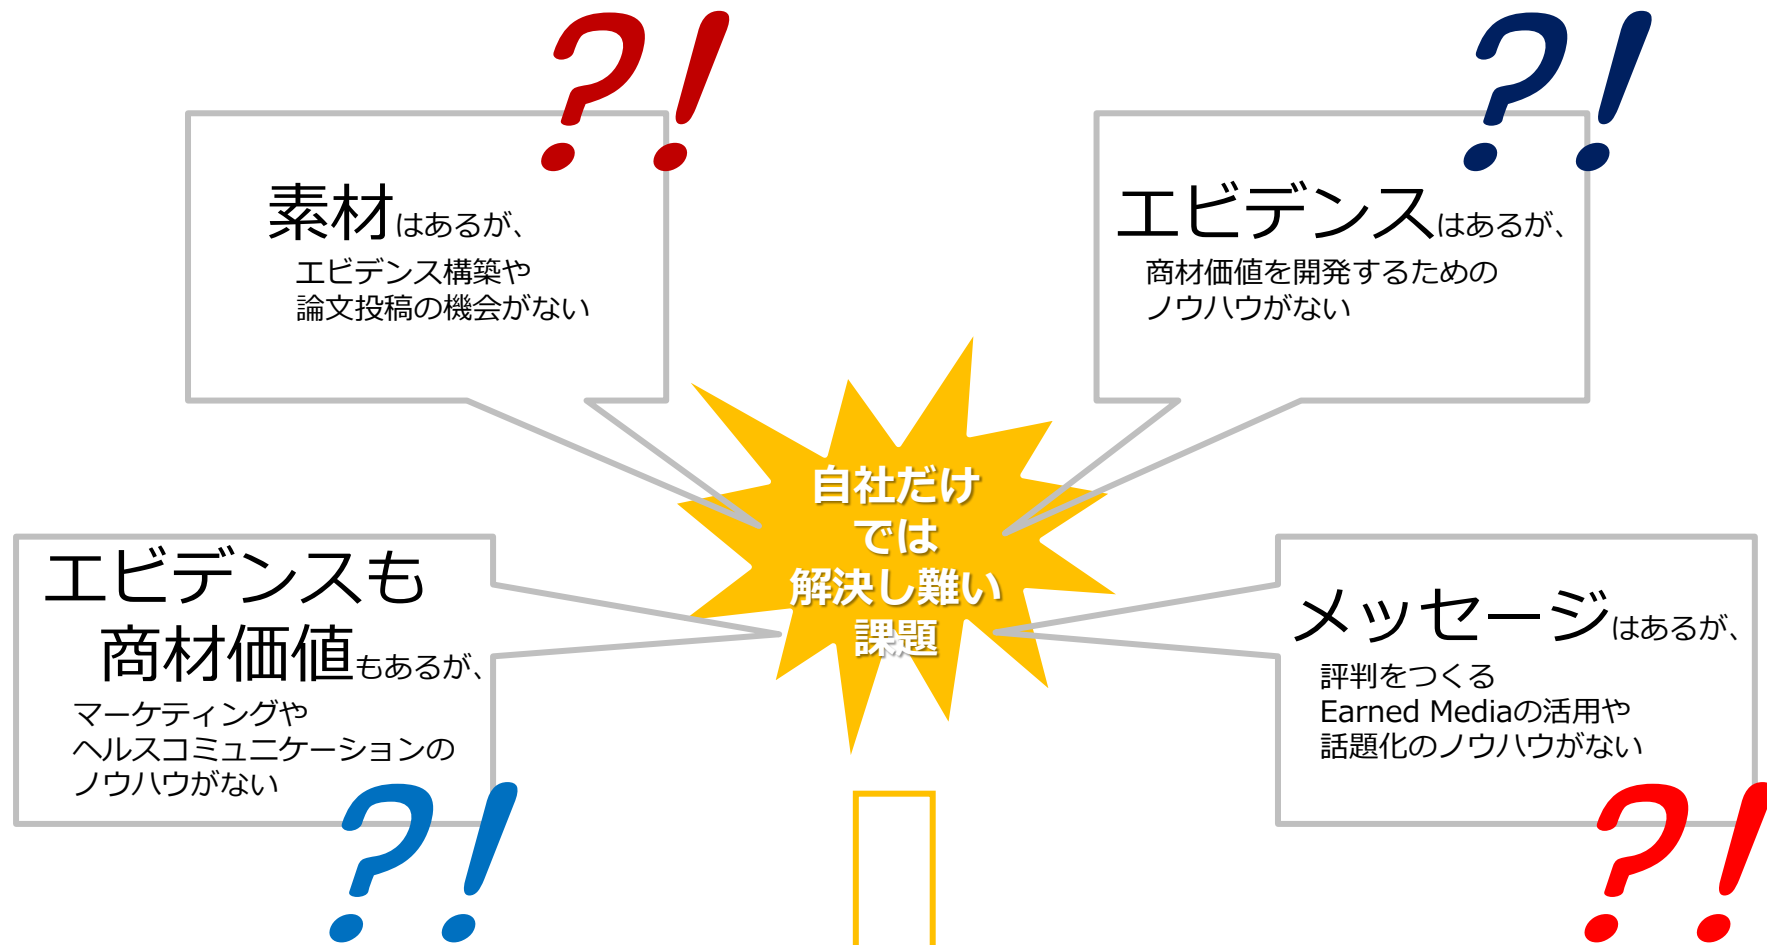 ?!
素材はあるが、
エビデンス構築や
論文投稿の機会がない
?!
エビデンスはあるが、
商材価値を開発するための
ノウハウがない
自社だけ
では
解決し難い
課題
エビデンスも
商材価値もあるが、
マーケティングや
ヘルスコミュニケーションの
ノウハウがない
?!
メッセージはあるが、
評判をつくる
Earned Mediaの活用や
話題化のノウハウがない
?!